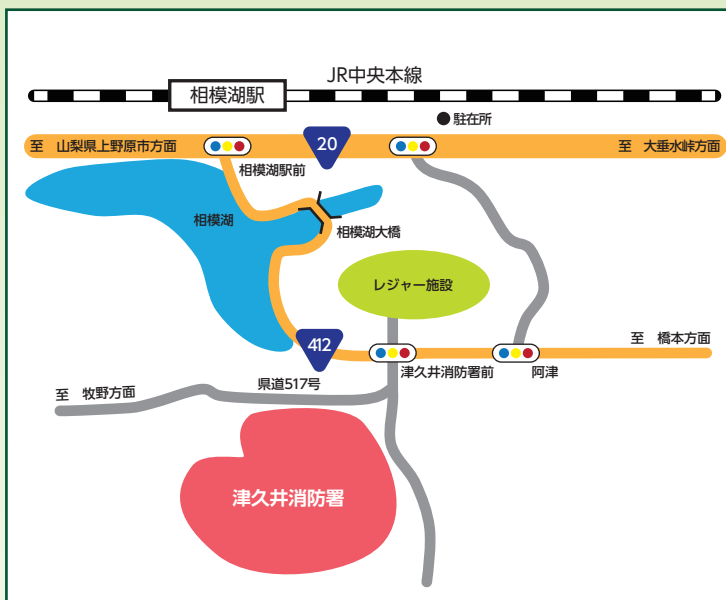 JR中央本線
相模湖駅
駐在所
至 山梨県上野原市方面
20
至 大垂水峠方面
相模湖駅前
相模湖
相模湖大橋
レジャー施設
412
至 橋本方面
津久井消防署前
阿津
県道517号
至 牧野方面
津久井消防署